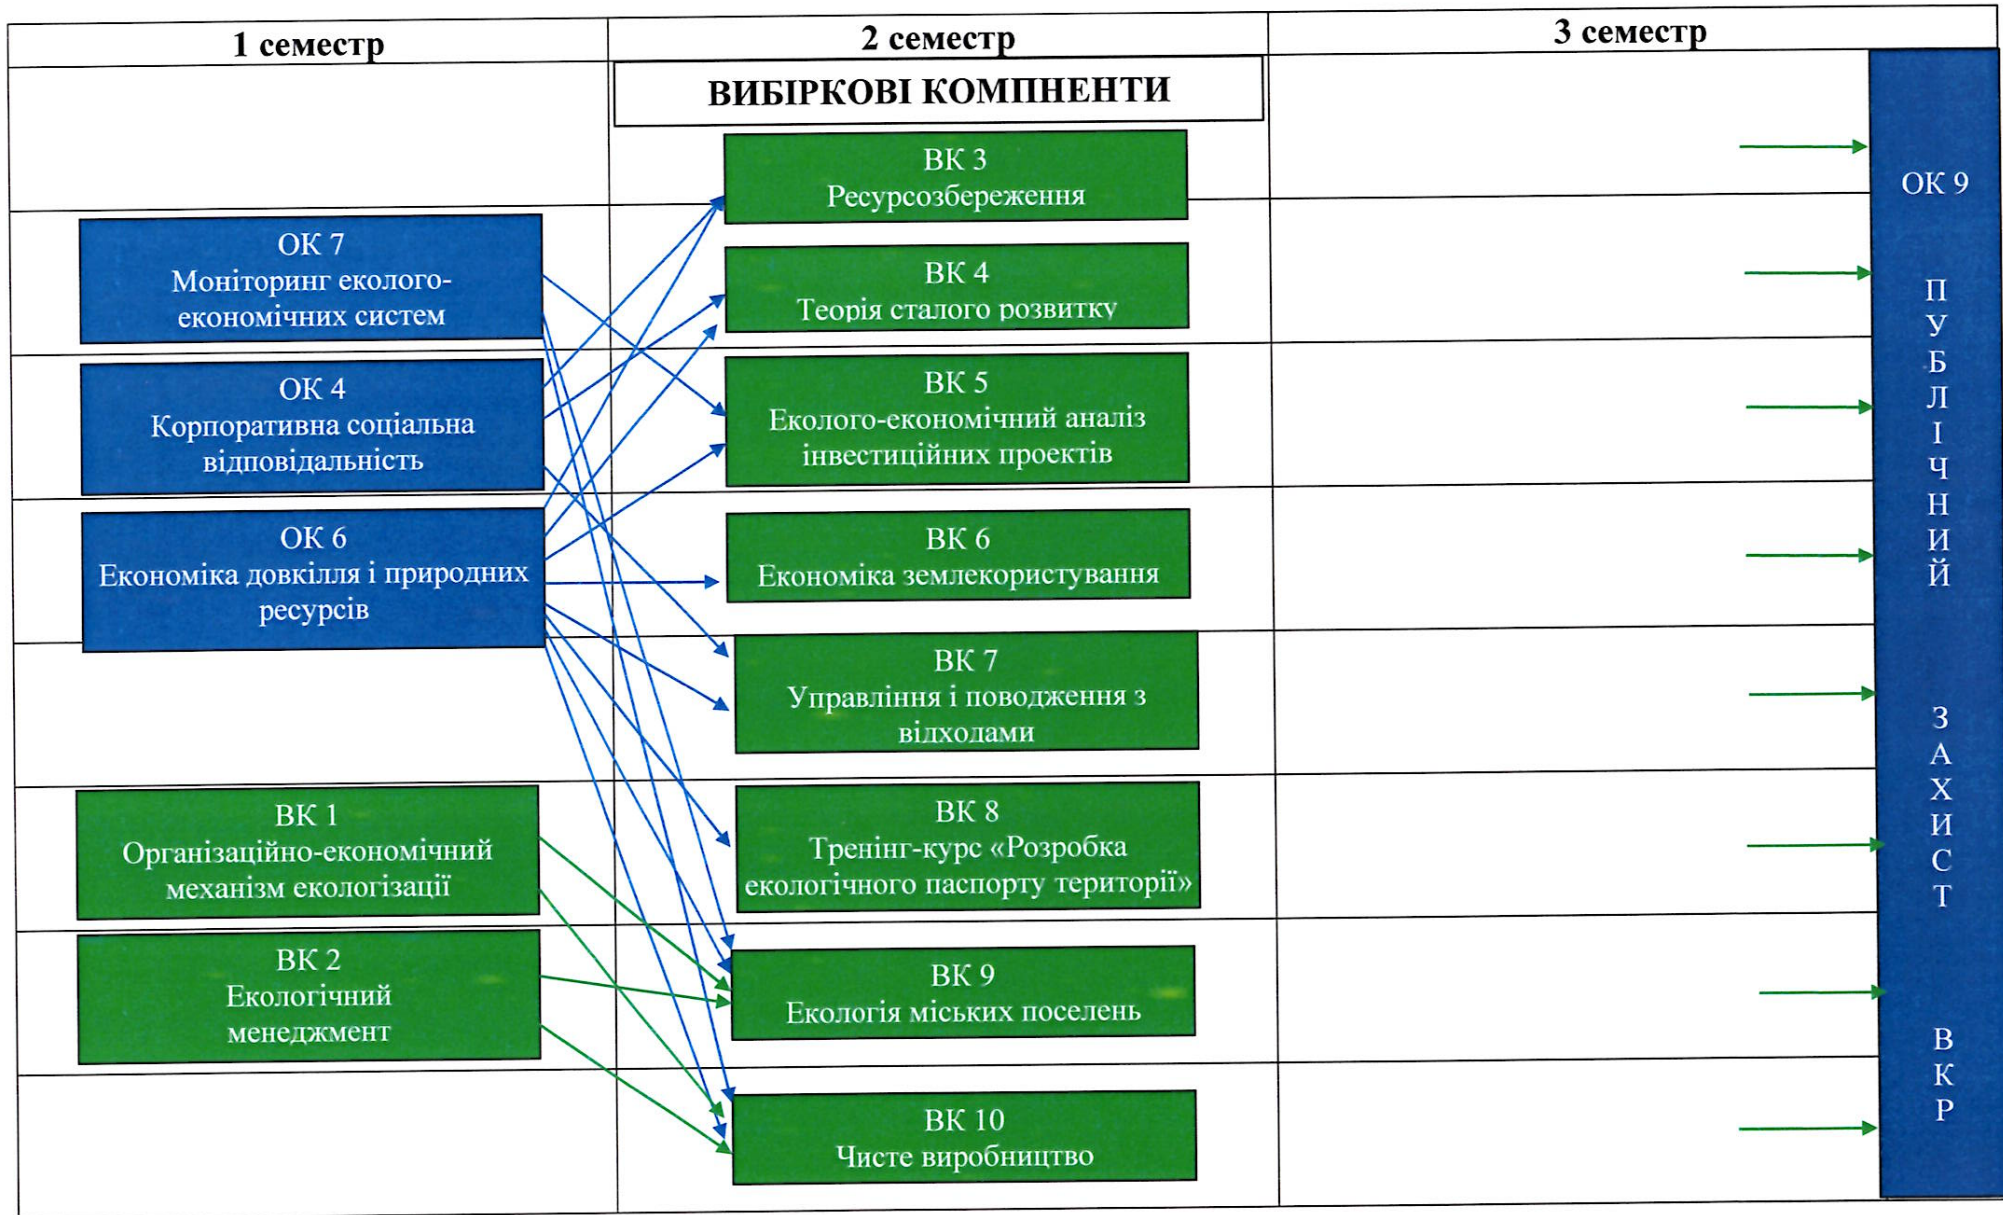 1 семестр
2 семестр
3 семестр
ВИБІРКОВІ КОМПНЕНТИ
ОК 7
Моніторинг еколого-
економічних систем
ОК 4
Корпоративна соціальна
відповідальність
ОК 6
Економіка довкілля і природних
ресурсів
ВК 1
Організаційно-економічний
механізм екологізації
ВК 2
Екологічний
менеджмент
ВК 3
Ресурсозбереження
ВК 4
Теорія сталого розвитку
ВК 5
Еколого-економічний аналіз
інвестиційних проектів
ВК 6
Економіка землекористування
ВК 7
Управління і поводження з
відходами
ВК 8
Тренінг-курс «Розробка
екологічного паспорту території»
ВК 9
Екологія міських поселень
ВК 10
Чисте виробництво
ОК 9
П
У
Б
Л
І
Ч
Н
И
Й
З
А
Х
И
С
Т
В
К
Р